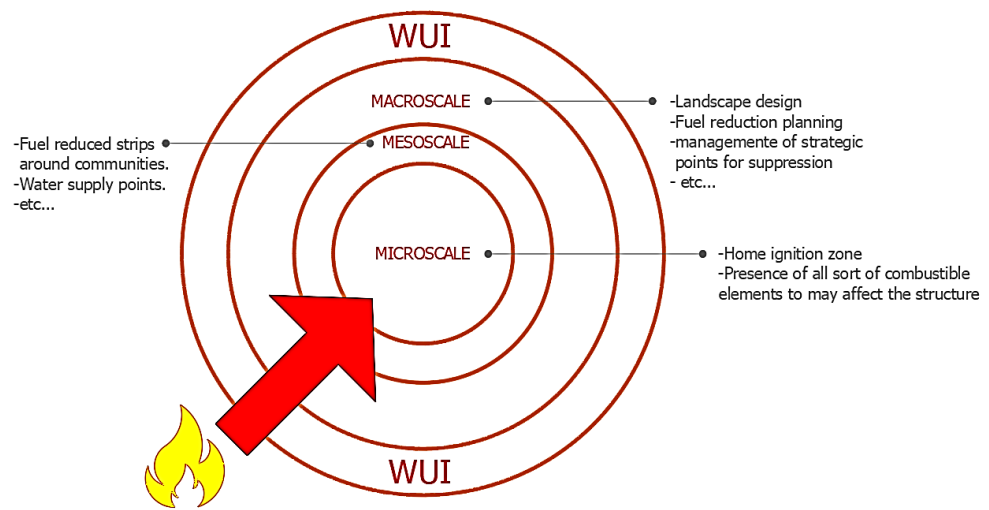 WUI
MACROSCALE
-Landscape design
-Fuel reduction planning
-managemente of strategic
points for suppression
- etc...
MESOSCALE
-Fuel reduced strips
around communities.
-Water supply points.
-etc...
MICROSCALE
-Home ignition zone
-Presence of all sort of combustible
elements to may affect the structure
WUI